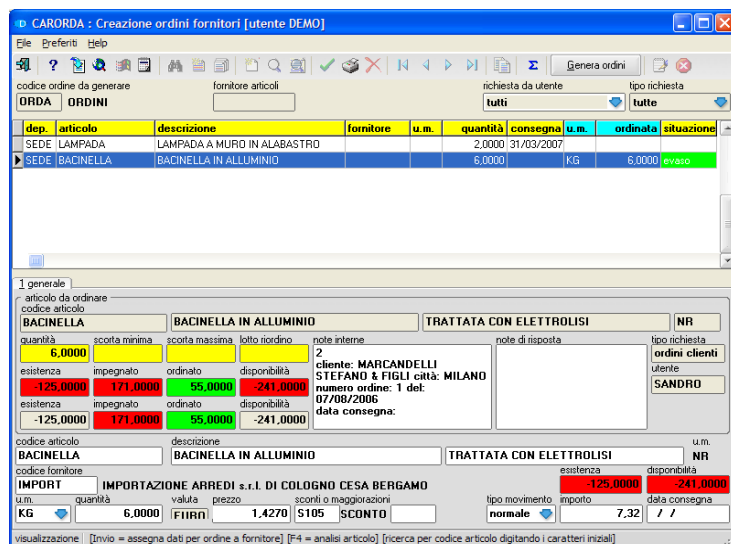 CARORDA : Creazione ordini fornitori [utente DEMO]
File Preferiti Help
Genera ordini
codice ordine da generare fornitore articoli richiesta da utente tipo richiesta
ORDA ORDINI tutti tutte
dep. articolo descrizione fornitore u.m. quantità consegna u.m. ordinata situazione
SEDE LAMPADA LAMPADA A MURO IN ALABASTRO 2,0000 31/03/2007
SEDE BACINELLA BACINELLA IN ALLUMINIO 6,0000 KG 6,0000 evaso
1 generale
articolo da ordinare
codice articolo
BACINELLA BACINELLA IN ALLUMINIO TRATTATA CON ELETTROLISI NR
quantità scorta minima scorta massima lotto riordino note interne note di risposta tipo richiesta
6,0000 2 ordini clienti
cliente: MARCANDELLI
esistenza impegnato ordinato disponibilità STEFANO & FIGLI città: MILANO utente
-125,0000 171,0000 55,0000 -241,0000 numero ordine: 1 del: SANDRO
esistenza impegnato ordinato disponibilità 07/08/2006
-125,0000 171,0000 55,0000 -241,0000 data consegna:
codice articolo descrizione u.m.
BACINELLA BACINELLA IN ALLUMINIO TRATTATA CON ELETTROLISI NR
codice fornitore esistenza disponibilità
IMPORT IMPORTAZIONE ARREDI s.r.l. DI COLOGNO CESA BERGAMO -125,0000 -241,0000
u.m. quantità valuta prezzo sconti o maggiorazioni tipo movimento importo data consegna
KG 6,0000 EURO 1,4270 S105 SCONTO normale 7,32 / /
visualizzazione [Invio = assegna dati per ordine a fornitore] [F4 = analisi articolo] [ricerca per codice articolo digitando i caratteri iniziali]